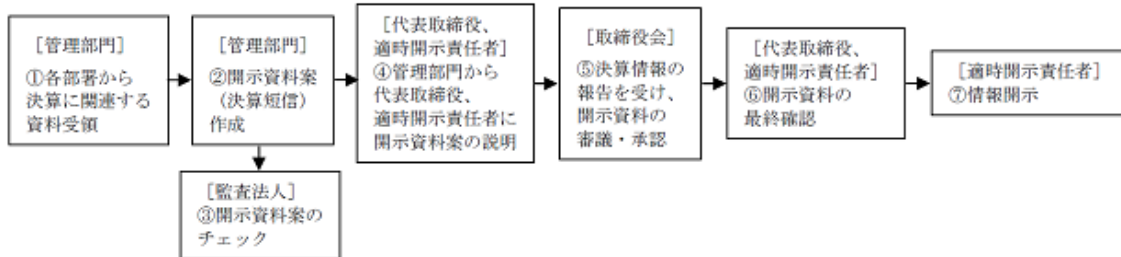 ［管理部門］
①各部署から
決算に関連する
資料受領
［管理部門］
②開示資料案
（決算短信）
作成
［監査法人］
③開示資料案の
チェック
［代表取締役、
適時開示責任者］
④管理部門から
代表取締役、
適時開示責任者に
開示資料案の説明
［取締役会］
⑤決算情報の
報告を受け、
開示資料の
審議・承認
［代表取締役、
適時開示責任者］
⑥開示資料の
最終確認
［適時開示責任者］
⑦情報開示